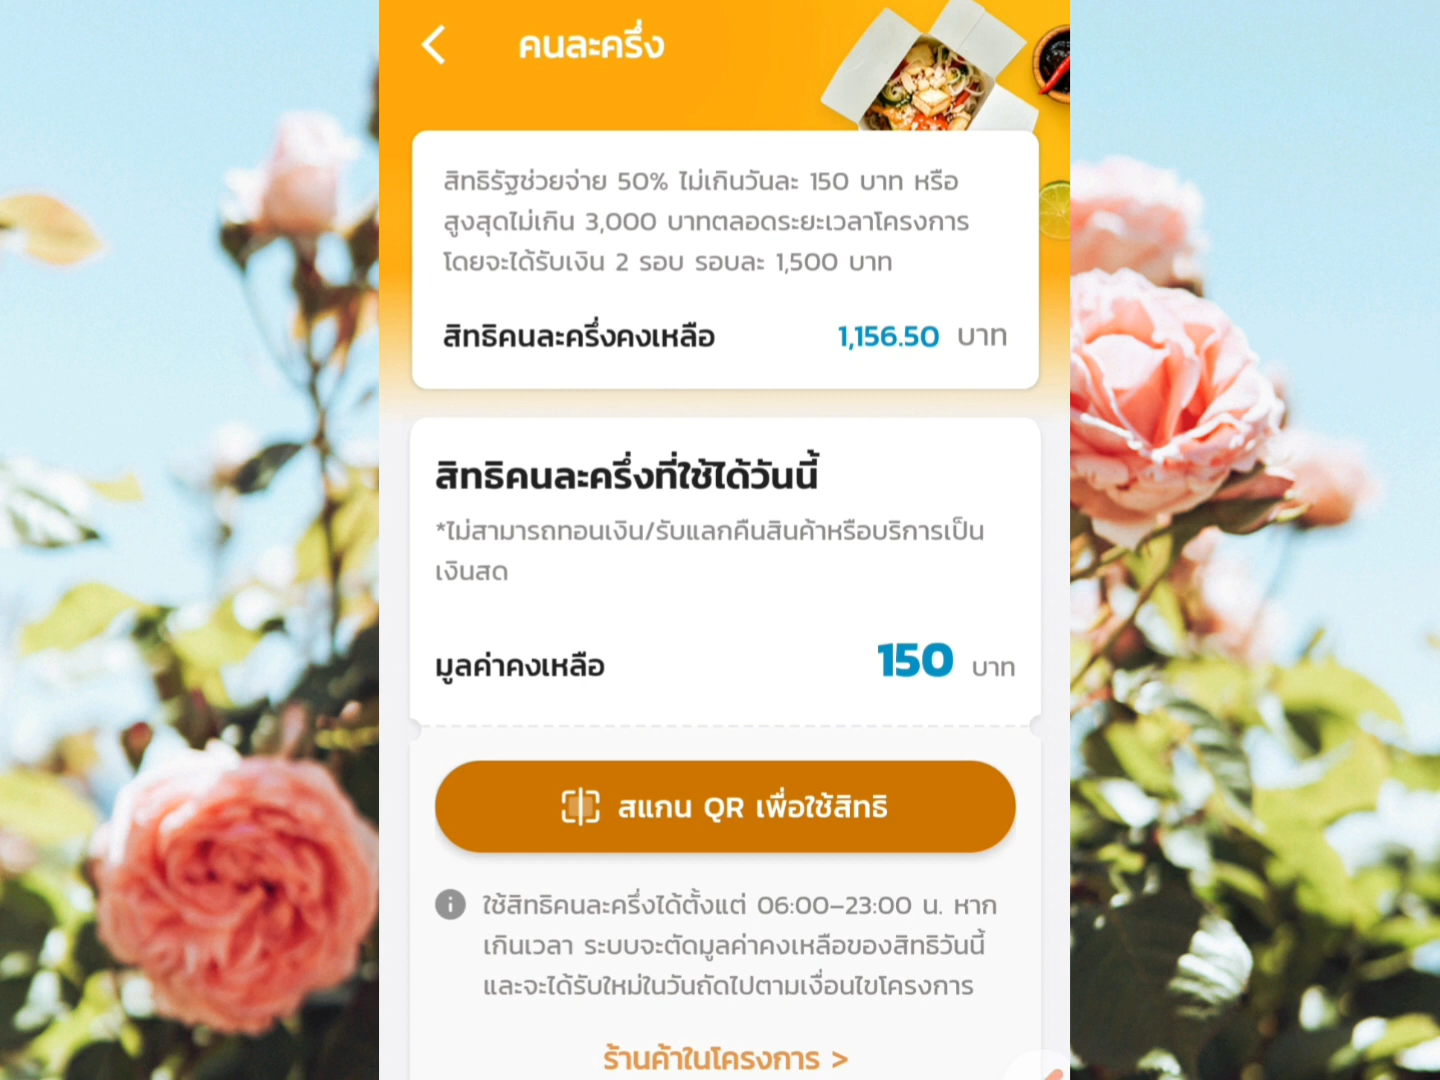 คนละครึ่ง
สิทธิรัฐช่วยจ่าย 50% ไม่เกินวันละ 150 บาท หรือ
สูงสุดไม่เกิน 3,000 บาทตลอดระยะเวลาโครงการ
โดยจะได้รับเงิน 2 รอบ รอบละ 1,500 บาท
สิทธิคนละครึ่งคงเหลือ 1,156.50 บาท
สิทธิคนละครึ่งที่ใช้ได้วันนี้
*ไม่สามารถทอนเงิน/รับแลกคืนสินค้าหรือบริการเป็น
เงินสด
มูลค่าคงเหลือ 150 บาท
สแกน QR เพื่อใช้สิทธิ
ใช้สิทธิคนละครึ่งได้ตั้งแต่ 06:00–23:00 น. หาก
เกินเวลา ระบบจะตัดมูลค่าคงเหลือของสิทธิวันนี้
และจะได้รับใหม่ในวันถัดไปตามเงื่อนไขโครงการ
ร้านค้าในโครงการ >